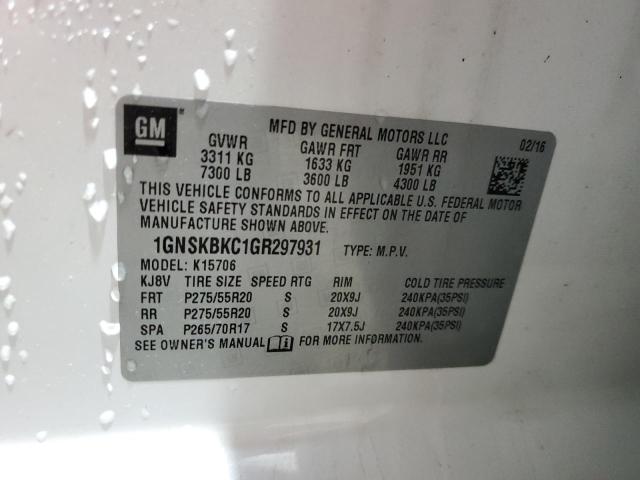 GM
MFD BY GENERAL MOTORS LLC 02/16
GVWR GAWR FRT GAWR RR
3311 KG 1633 KG 1951 KG
7300 LB 3600 LB 4300 LB
THIS VEHICLE CONFORMS TO ALL APPLICABLE U.S. FEDERAL MOTOR
VEHICLE SAFETY STANDARDS IN EFFECT ON THE DATE OF
MANUFACTURE SHOWN ABOVE.
1GNSKBKC1GR297931 TYPE: M.P.V.
MODEL: K15706
KJ8V TIRE SIZE SPEED RTG RIM COLD TIRE PRESSURE
FRT P275/55R20 S 20X9J 240KPA(35PSI)
RR P275/55R20 S 20X9J 240KPA(35PSI)
SPA P265/70R17 S 17X7.5J 240KPA(35PSI)
SEE OWNER'S MANUAL FOR MORE INFORMATION.